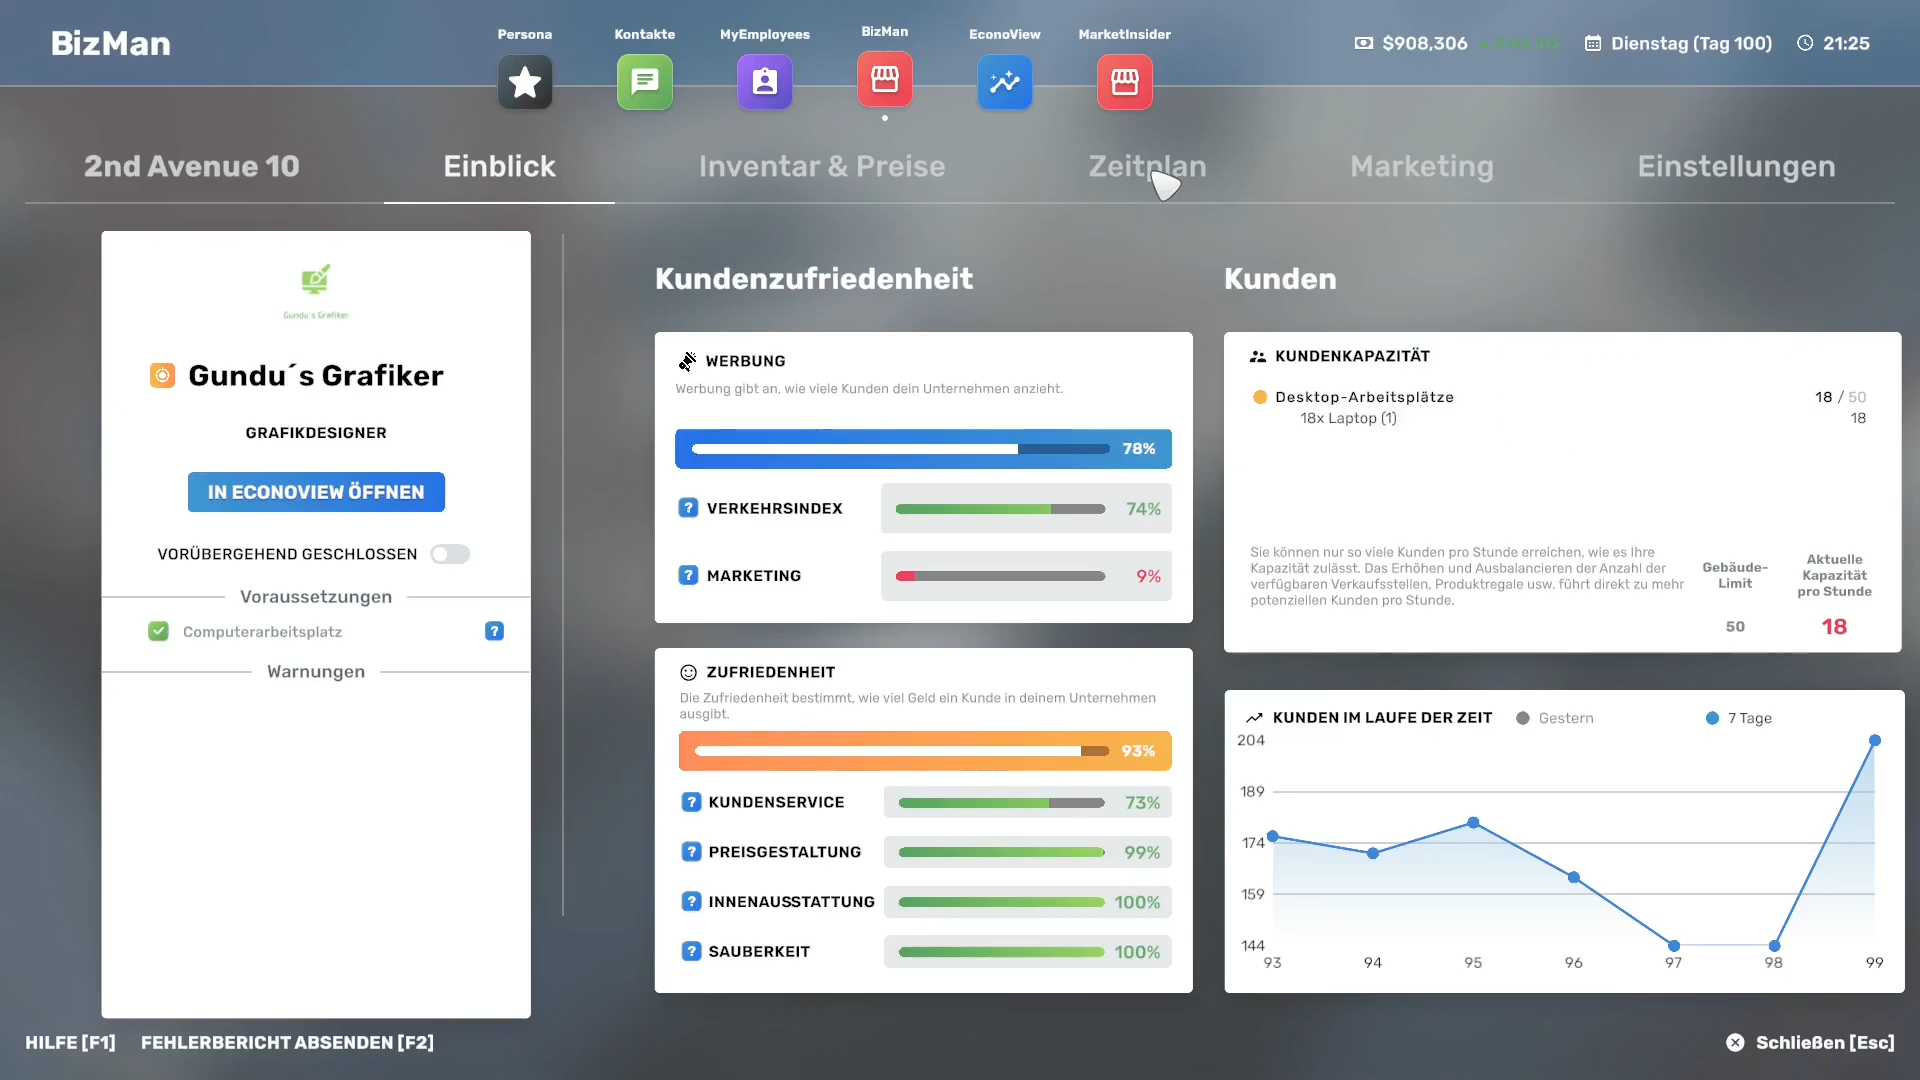 BizMan
Persona
Kontakte
MyEmployees
BizMan
EconoView
MarketInsider
$908,306
Dienstag (Tag 100)
21:25
2nd Avenue 10
Einblick
Inventar & Preise
Zeitplan
Marketing
Einstellungen
Gundu´s Grafiker
Gundu´s Grafiker
GRAFIKDESIGNER
IN ECONOVIEW ÖFFNEN
VORÜBERGEHEND GESCHLOSSEN
Voraussetzungen
Computerarbeitsplatz
?
Warnungen
Kundenzufriedenheit
WERBUNG
Werbung gibt an, wie viele Kunden dein Unternehmen anzieht.
78%
? VERKEHRSINDEX 74%
? MARKETING 9%
ZUFRIEDENHEIT
Die Zufriedenheit bestimmt, wie viel Geld ein Kunde in deinem Unternehmen
ausgibt.
93%
? KUNDENSERVICE 73%
? PREISGESTALTUNG 99%
? INNENAUSSTATTUNG 100%
? SAUBERKEIT 100%
Kunden
KUNDENKAPAZITÄT
Desktop-Arbeitsplätze 18 / 50
18x Laptop (1) 18
Sie können nur so viele Kunden pro Stunde erreichen, wie es Ihre
Kapazität zulässt. Das Erhöhen und Ausbalancieren der Anzahl der
verfügbaren Verkaufsstellen, Produktregale usw. führt direkt zu mehr
potenziellen Kunden pro Stunde.
Gebäude-
Limit
50
Aktuelle
Kapazität
pro Stunde
18
KUNDEN IM LAUFE DER ZEIT
Gestern
7 Tage
204
189
174
159
144
93 94 95 96 97 98 99
HILFE [F1]
FEHLERBERICHT ABSENDEN [F2]
Schließen [Esc]